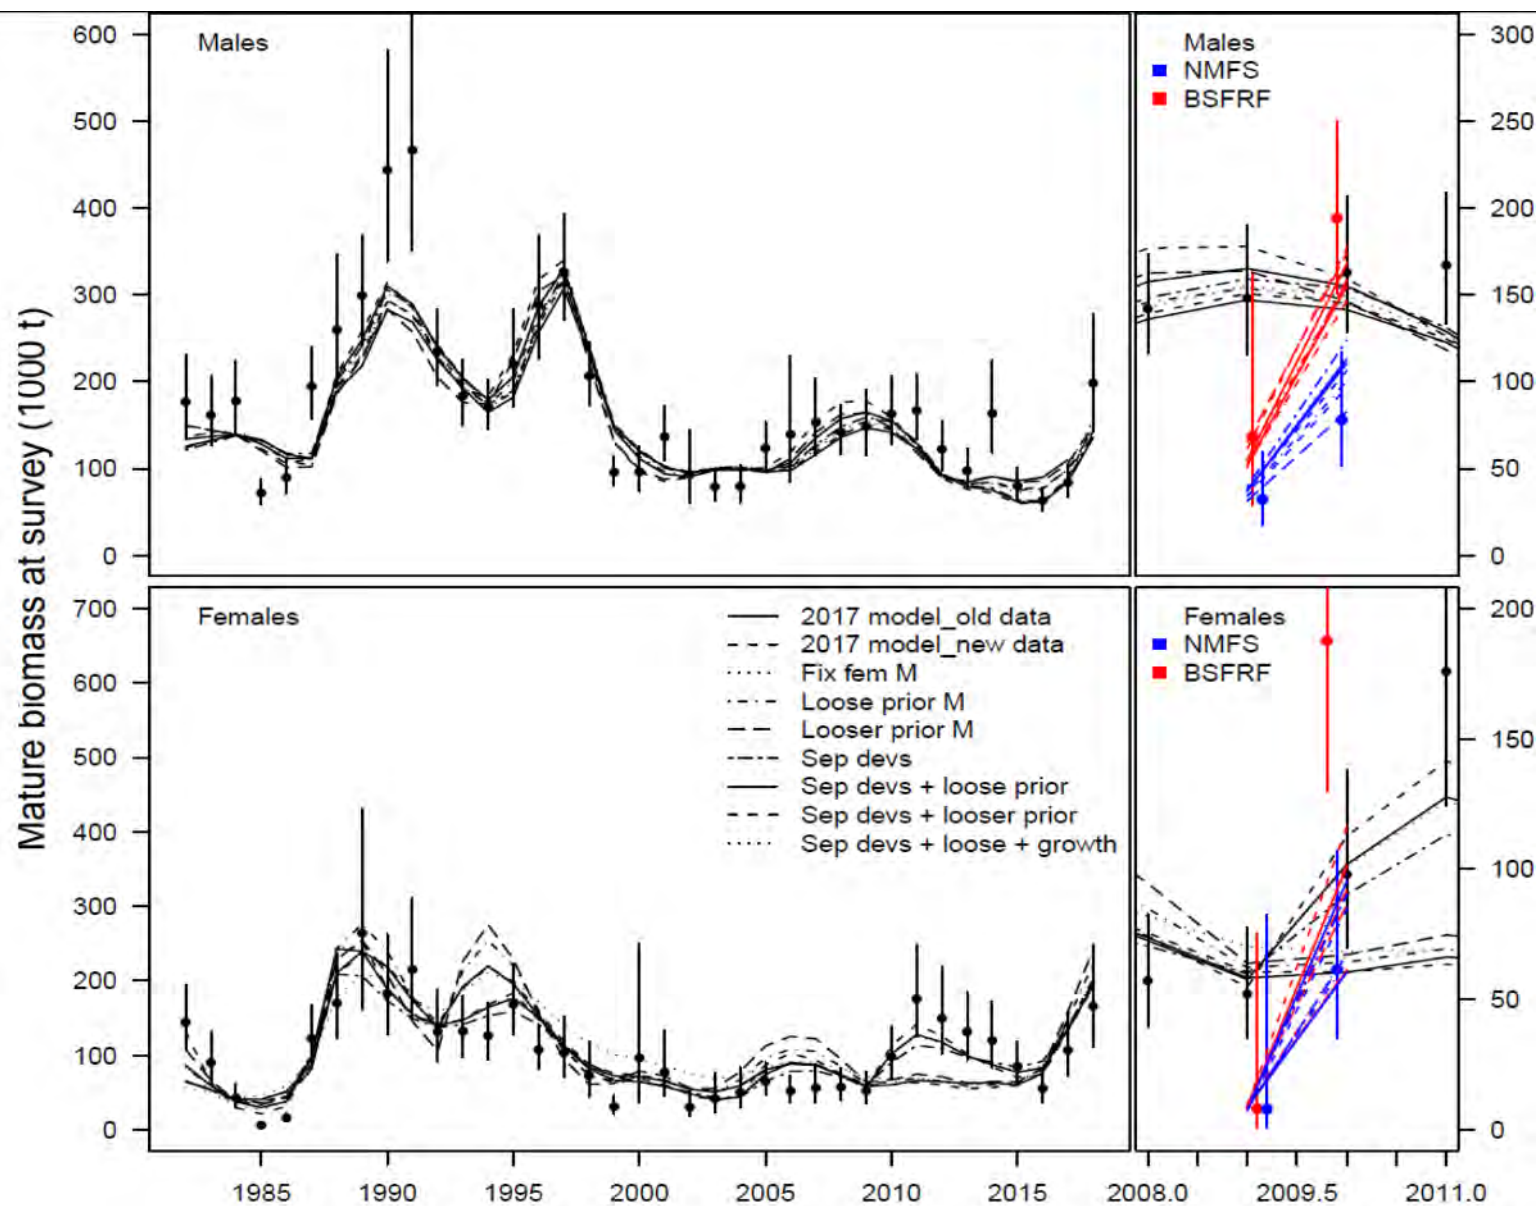 Mature biomass at survey (1000 t)
Males
600
500
400
300
200
100
0
Males
NMFS
BSFRF
300
250
200
150
100
50
0
Females
700
600
500
400
300
200
100
0
2017 model_old data
2017 model_new data
Fix fem M
Loose prior M
Looser prior M
Sep devs
Sep devs + loose prior
Sep devs + looser prior
Sep devs + loose + growth
Females
NMFS
BSFRF
200
150
100
50
0
1985 1990 1995 2000 2005 2010 2015
2008.0 2009.5 2011.0